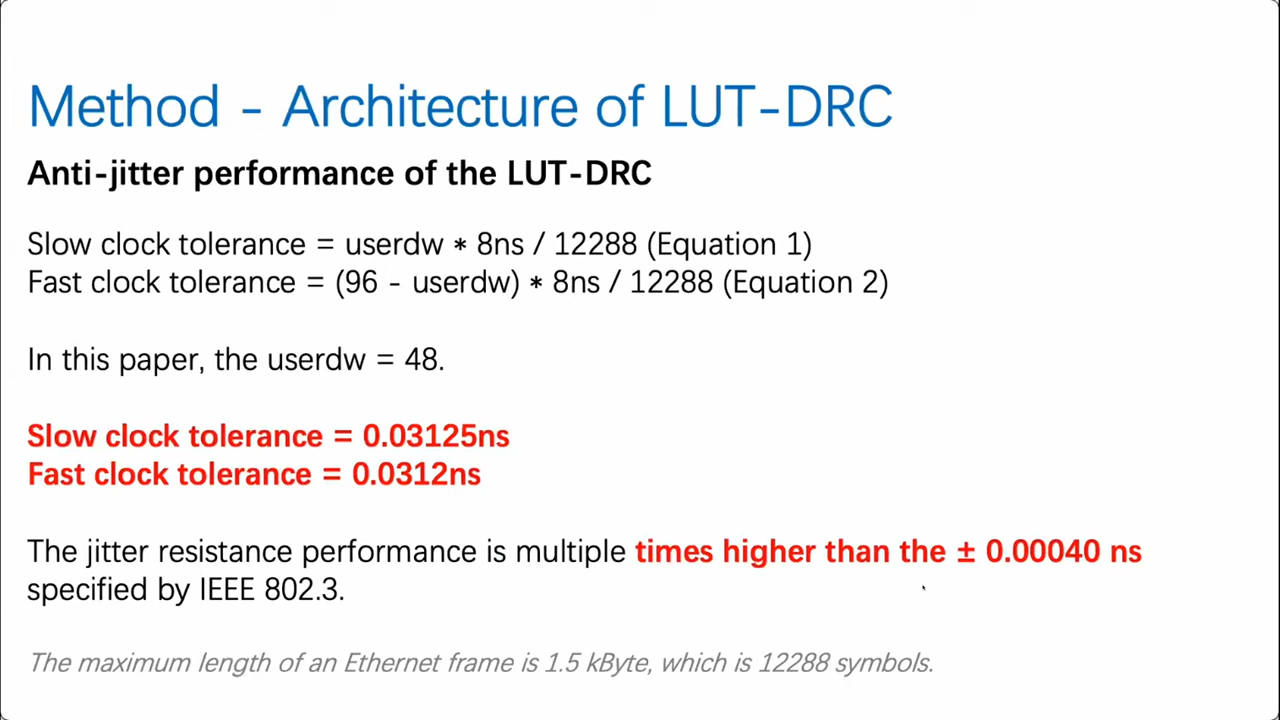 Method - Architecture of LUT-DRC
Anti-jitter performance of the LUT-DRC
Slow clock tolerance = userdw * 8ns / 12288 (Equation 1)
Fast clock tolerance = (96 - userdw) * 8ns / 12288 (Equation 2)
In this paper, the userdw = 48.
Slow clock tolerance = 0.03125ns
Fast clock tolerance = 0.0312ns
The jitter resistance performance is multiple times higher than the ± 0.00040 ns
specified by IEEE 802.3.
The maximum length of an Ethernet frame is 1.5 kByte, which is 12288 symbols.